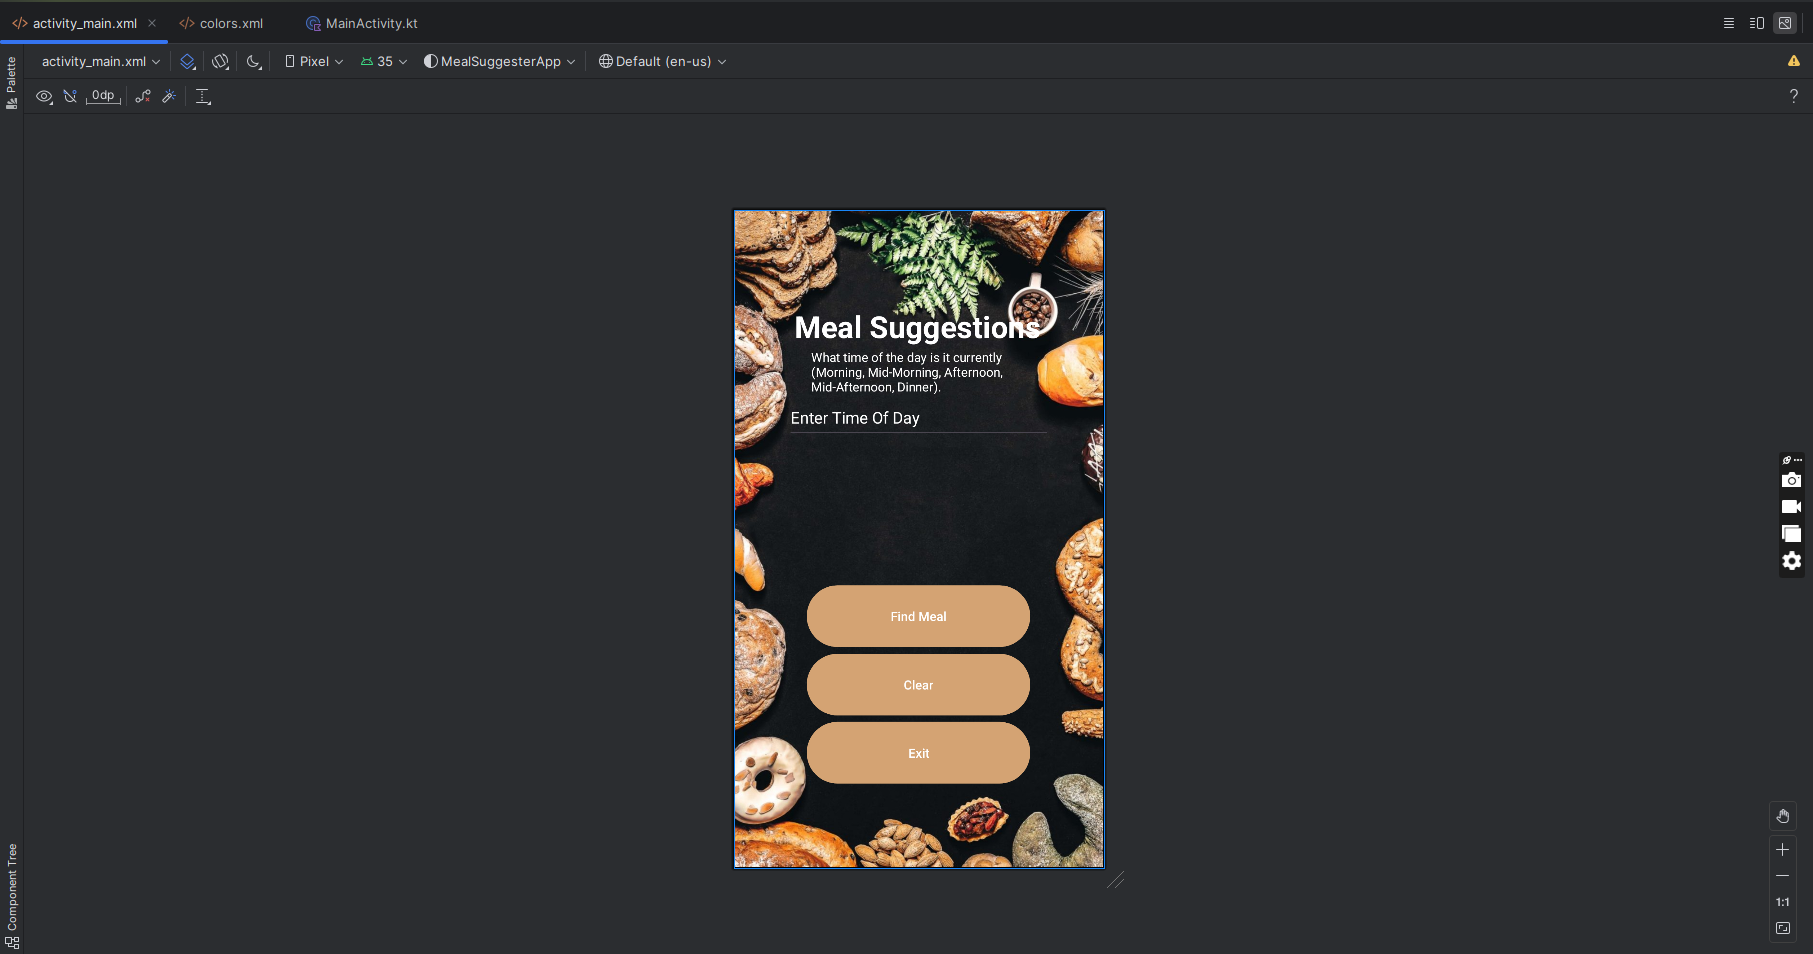 activity_main.xml
colors.xml
MainActivity.kt
activity_main.xml
Pixel
35
MealSuggesterApp
Default (en-us)
Palette
0dp
?
Meal Suggestions
What time of the day is it currently
(Morning, Mid-Morning, Afternoon,
Mid-Afternoon, Dinner).
Enter Time Of Day
Find Meal
Clear
Exit
Component Tree
1:1